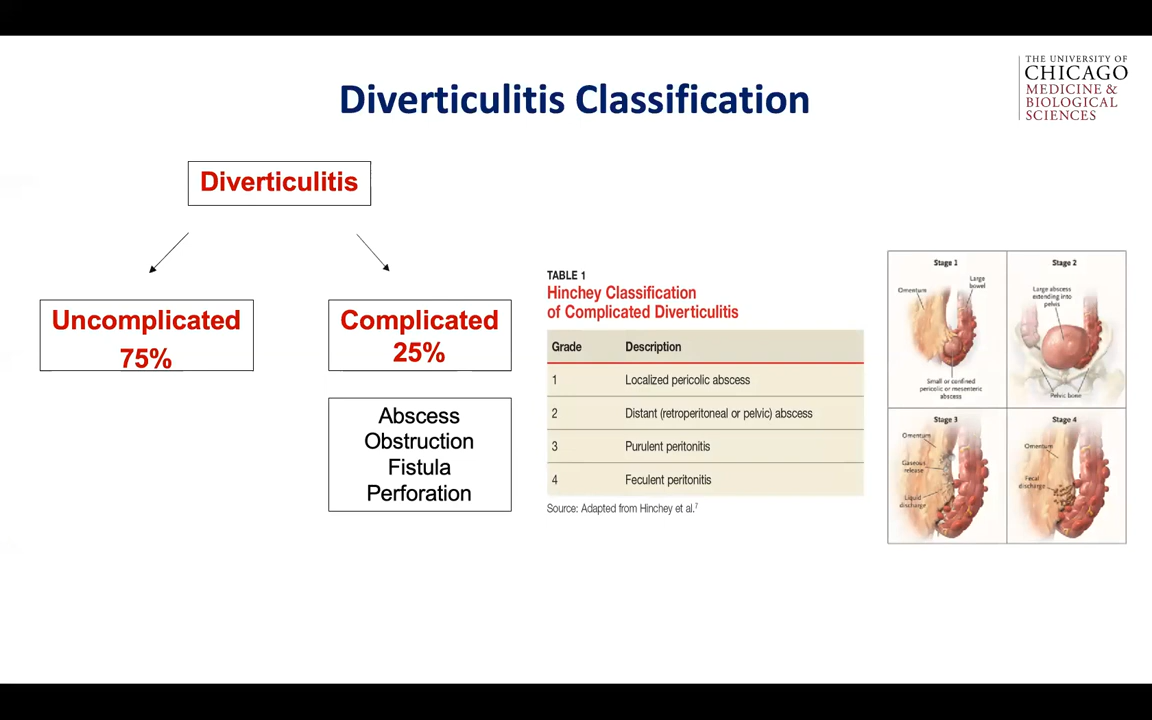 THE UNIVERSITY OF
CHICAGO
MEDICINE &
BIOLOGICAL
SCIENCES
Diverticulitis Classification
Diverticulitis
Uncomplicated
75%
Complicated
25%
Abscess
Obstruction
Fistula
Perforation
TABLE 1
Hinchey Classification
of Complicated Diverticulitis
Grade Description
1 Localized pericolic abscess
2 Distant (retroperitoneal or pelvic) abscess
3 Purulent peritonitis
4 Feculent peritonitis
Source: Adapted from Hinchey et al.7
Stage 1
Omentum
Large
bowel
Small or confined
pericolic or mesenteric
abscess
Stage 2
Large abscess
extending into
pelvis
Pelvic bone
Stage 3
Omentum
Gaseous
release
Liquid
discharge
Stage 4
Omentum
Fecal
discharge